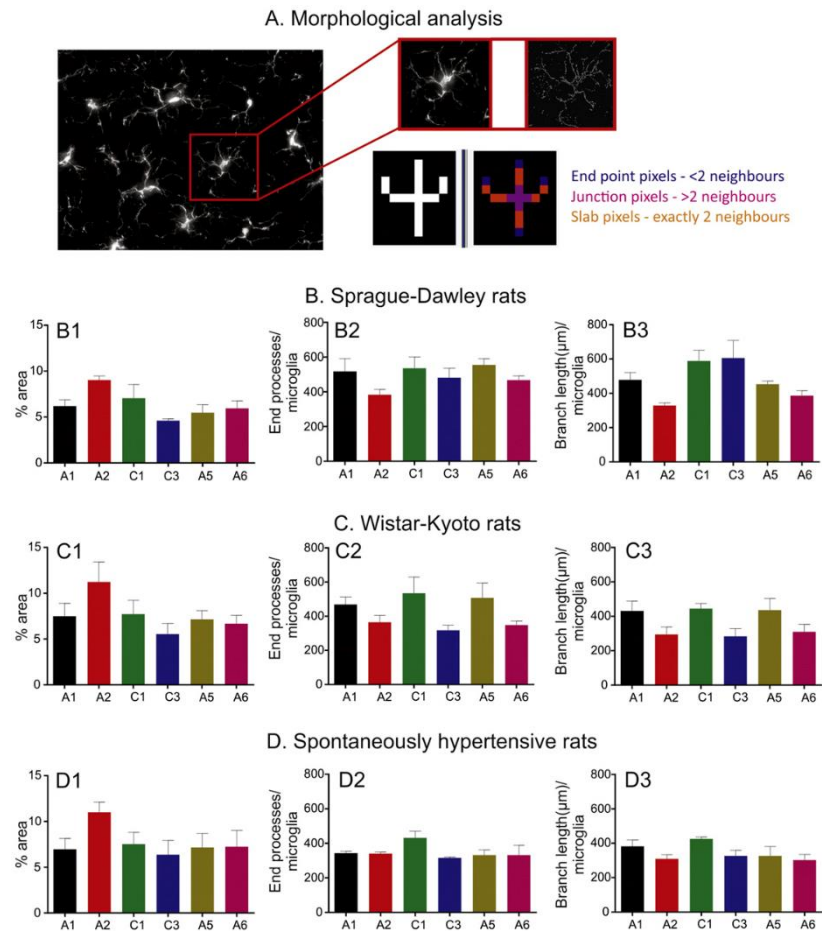 A. Morphological analysis
End point pixels - <2 neighbours
Junction pixels - >2 neighbours
Slab pixels - exactly 2 neighbours
B. Sprague-Dawley rats
B1
% area
15
10
5
0
A1 A2 C1 C3 A5 A6
B2
End processes/
microglia
800
600
400
200
0
A1 A2 C1 C3 A5 A6
B3
Branch length(μm)/
microglia
800
600
400
200
0
A1 A2 C1 C3 A5 A6
C. Wistar-Kyoto rats
C1
% area
15
10
5
0
A1 A2 C1 C3 A5 A6
C2
End processes/
microglia
800
600
400
200
0
A1 A2 C1 C3 A5 A6
C3
Branch length(μm)/
microglia
800
600
400
200
0
A1 A2 C1 C3 A5 A6
D. Spontaneously hypertensive rats
D1
% area
15
10
5
0
A1 A2 C1 C3 A5 A6
D2
End processes/
microglia
800
600
400
200
0
A1 A2 C1 C3 A5 A6
D3
Branch length(μm)/
microglia
800
600
400
200
0
A1 A2 C1 C3 A5 A6